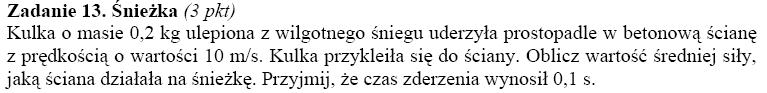 Zadanie 13. Śnieżka (3 pkt)
Kulka o masie 0,2 kg ulepiona z wilgotnego śniegu uderzyła prostopadle w betonową ścianę
z prędkością o wartości 10 m/s. Kulka przykleiła się do ściany. Oblicz wartość średniej siły,
jaką ściana działała na śnieżkę. Przyjmij, że czas zderzenia wynosił 0,1 s.